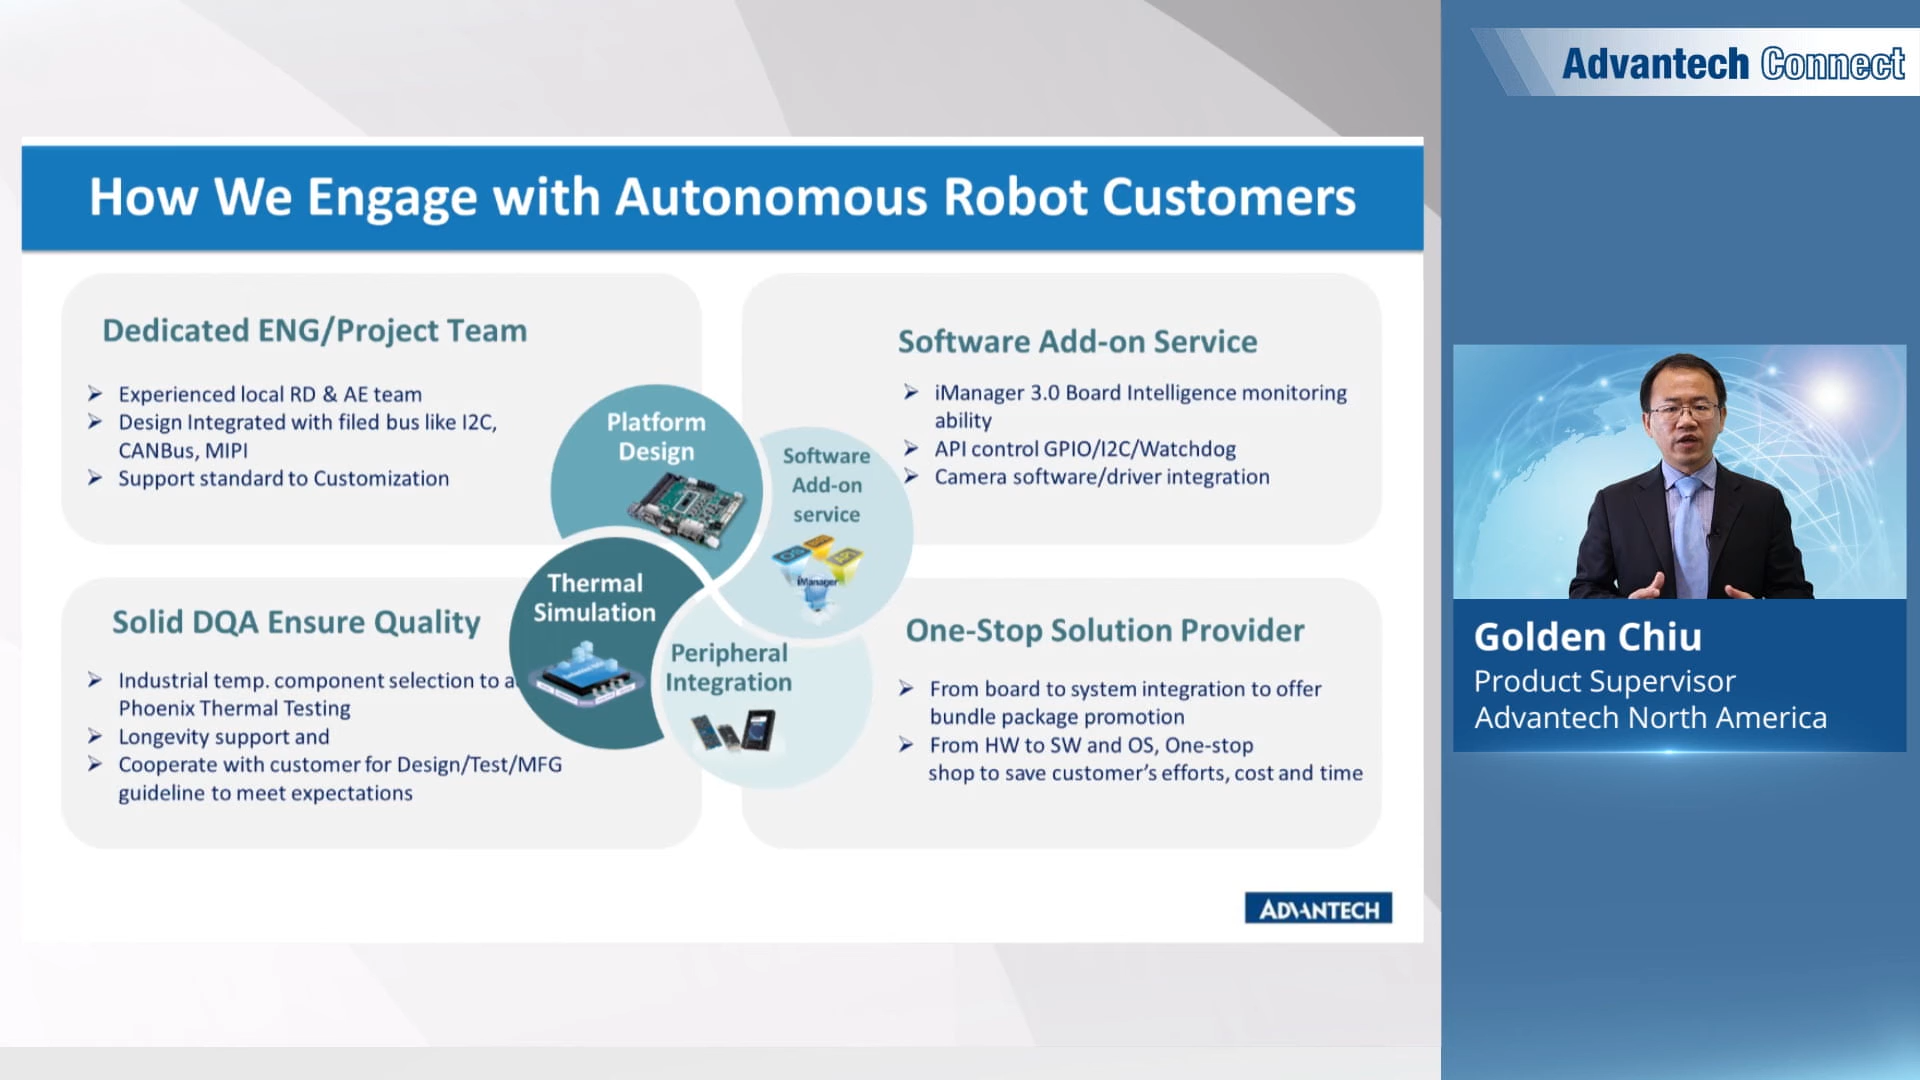 Advantech Connect
How We Engage with Autonomous Robot Customers
Dedicated ENG/Project Team
Experienced local RD & AE team
Design Integrated with filed bus like I2C,
CANBus, MIPI
Support standard to Customization
Software Add-on Service
iManager 3.0 Board Intelligence monitoring
ability
API control GPIO/I2C/Watchdog
Camera software/driver integration
Platform
Design
Software
Add-on
service
OS
API
iManager
Thermal
Simulation
Peripheral
Integration
Solid DQA Ensure Quality
Industrial temp. component selection to a
Phoenix Thermal Testing
Longevity support and
Cooperate with customer for Design/Test/MFG
guideline to meet expectations
One-Stop Solution Provider
From board to system integration to offer
bundle package promotion
From HW to SW and OS, One-stop
shop to save customer's efforts, cost and time
ADVANTECH
Golden Chiu
Product Supervisor
Advantech North America